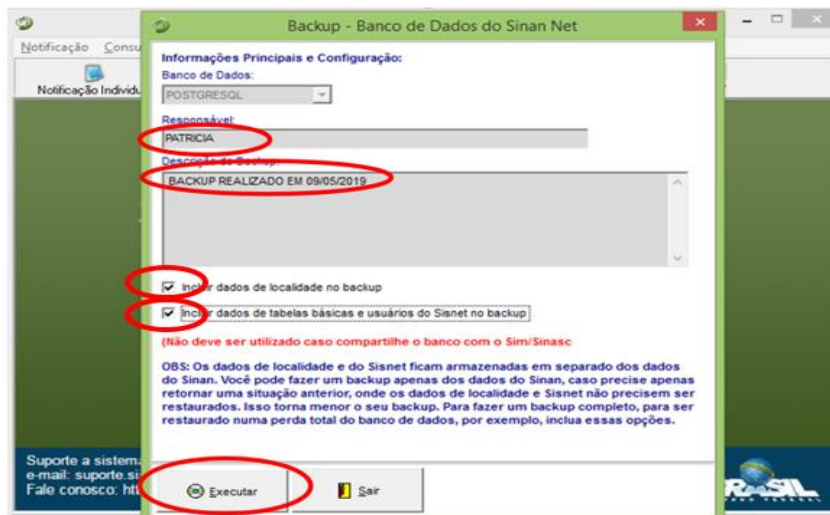 Backup - Banco de Dados do Sinan Net
Notificação Consu
Notificação Individu
Informações Principais e Configuração:
Banco de Dados:
POSTGRESQL
Responsável:
PATRICIA
Descrição do Backup:
BACKUP REALIZADO EM 09/05/2019
Incluir dados de localidade no backup
Incluir dados de tabelas básicas e usuários do Sisnet no backup
(Não deve ser utilizado caso compartilhe o banco com o Sim/Sinasc
OBS: Os dados de localidade e do Sisnet ficam armazenadas em separado dos dados
do Sinan. Você pode fazer um backup apenas dos dados do Sinan, caso precise apenas
retornar uma situação anterior, onde os dados de localidade e Sisnet não precisem ser
restaurados. Isso torna menor o seu backup. Para fazer um backup completo, para ser
restaurado numa perda total do banco de dados, por exemplo, inclua essas opções.
Suporte a sistem
e-mail: suporte.si
Fale conosco: htt
Executar
Sair
BRASIL